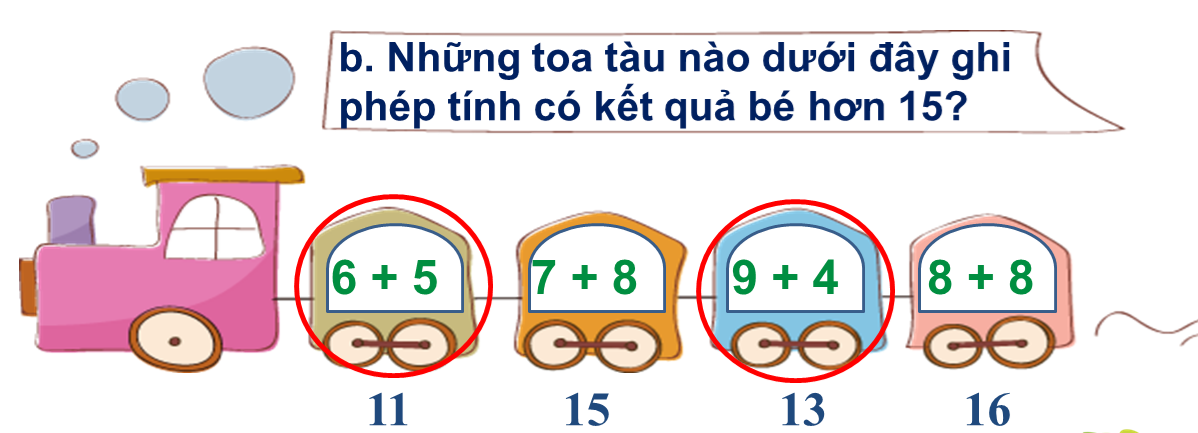 b. Những toa tàu nào dưới đây ghi
phép tính có kết quả bé hơn 15?
6 + 5 7 + 8 9 + 4 8 + 8
11 15 13 16